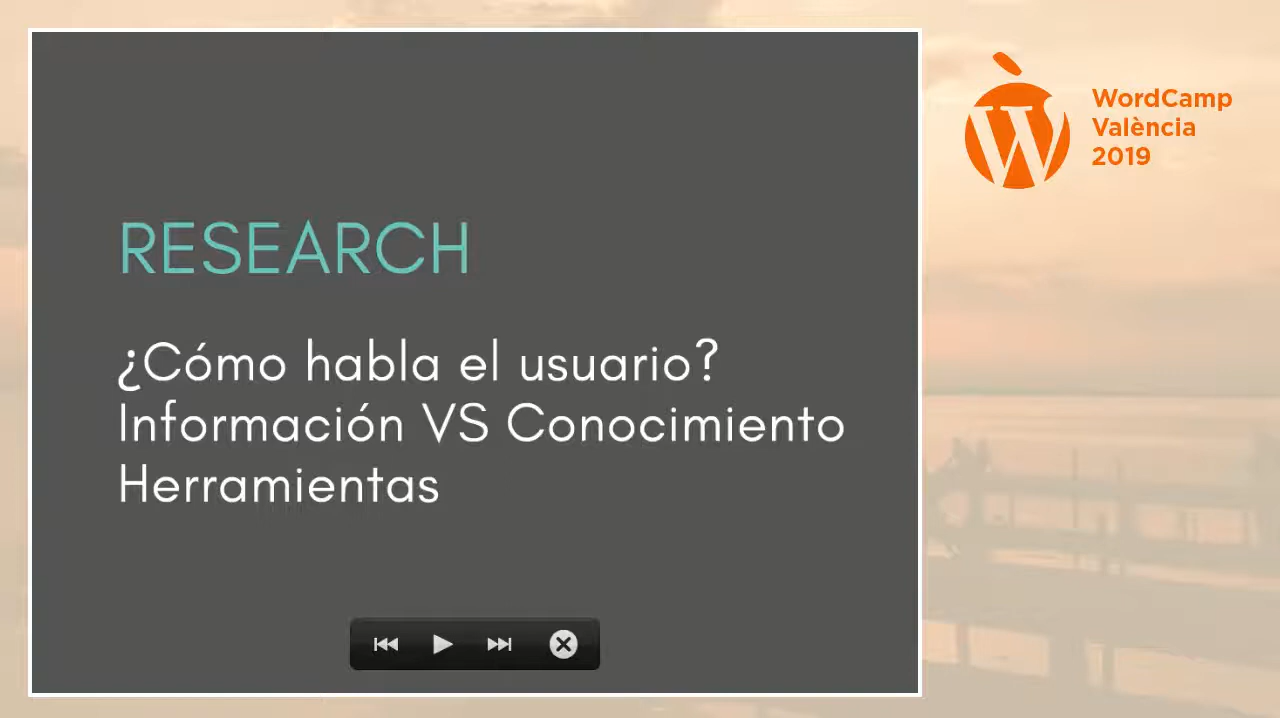 RESEARCH
¿Cómo habla el usuario?
Información VS Conocimiento
Herramientas
WordCamp
València
2019